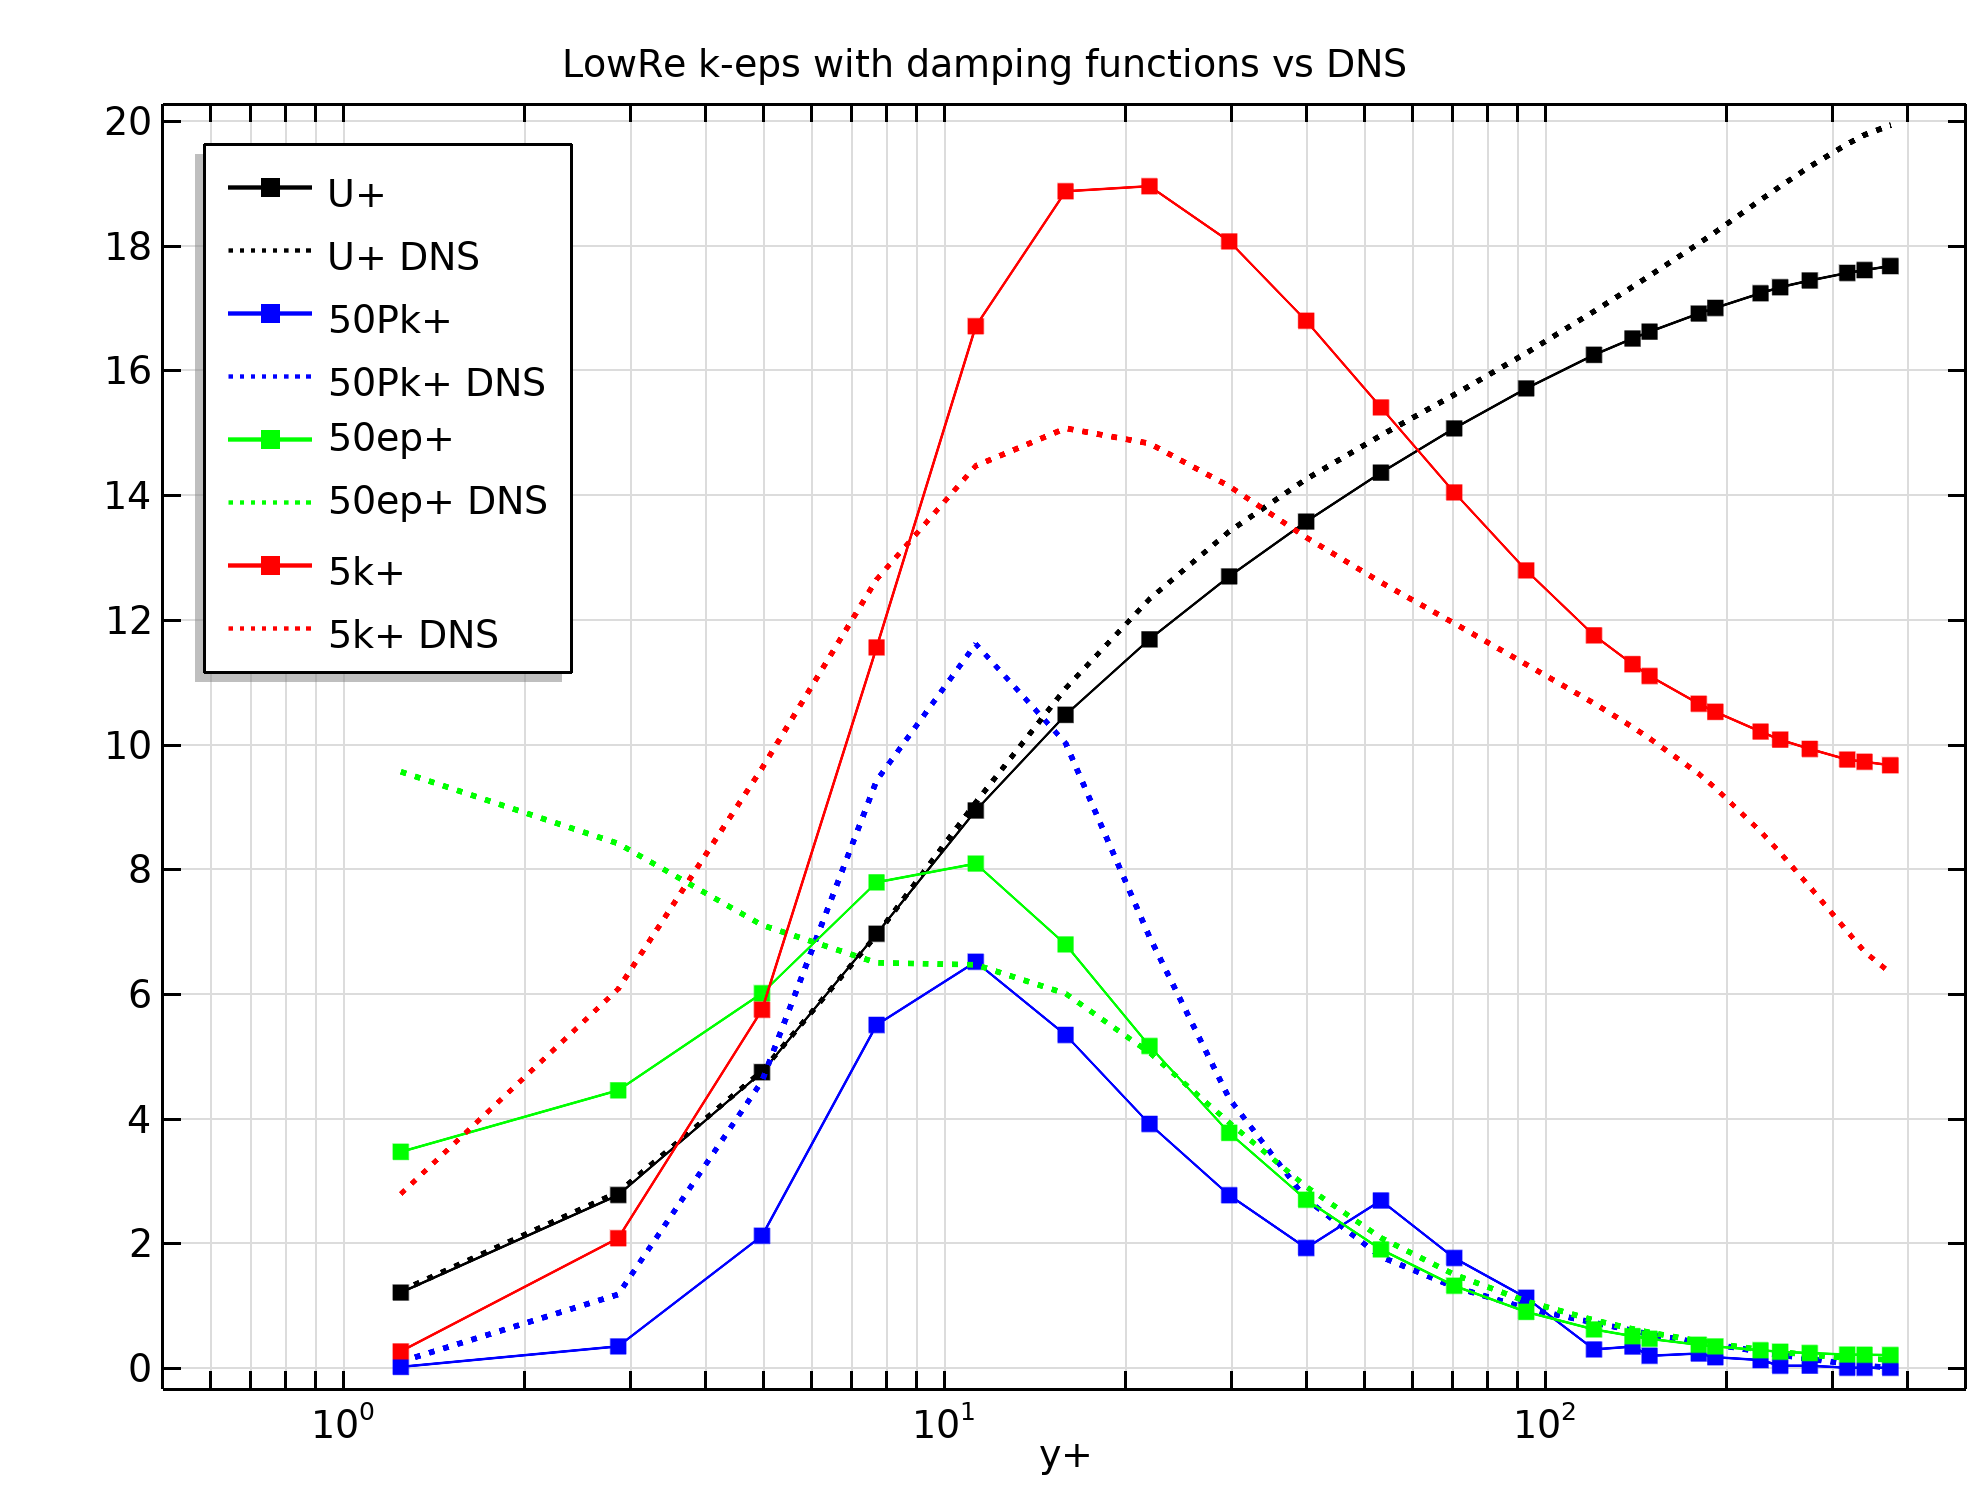 LowRe k-eps with damping functions vs DNS
20
18
16
14
12
10
8
6
4
2
0
U+
U+ DNS
50Pk+
50Pk+ DNS
50ep+
50ep+ DNS
5k+
5k+ DNS
10⁰ 10¹ 10²
y+